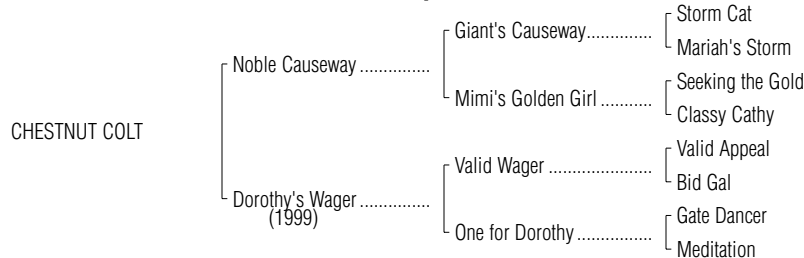 Storm Cat
Giant's Causeway..............
Mariah's Storm
Noble Causeway ...............
Seeking the Gold
Mimi's Golden Girl ...........
Classy Cathy
CHESTNUT COLT
Valid Appeal
Valid Wager ......................
Bid Gal
Dorothy's Wager ...............
(1999)
Gate Dancer
One for Dorothy ................
Meditation